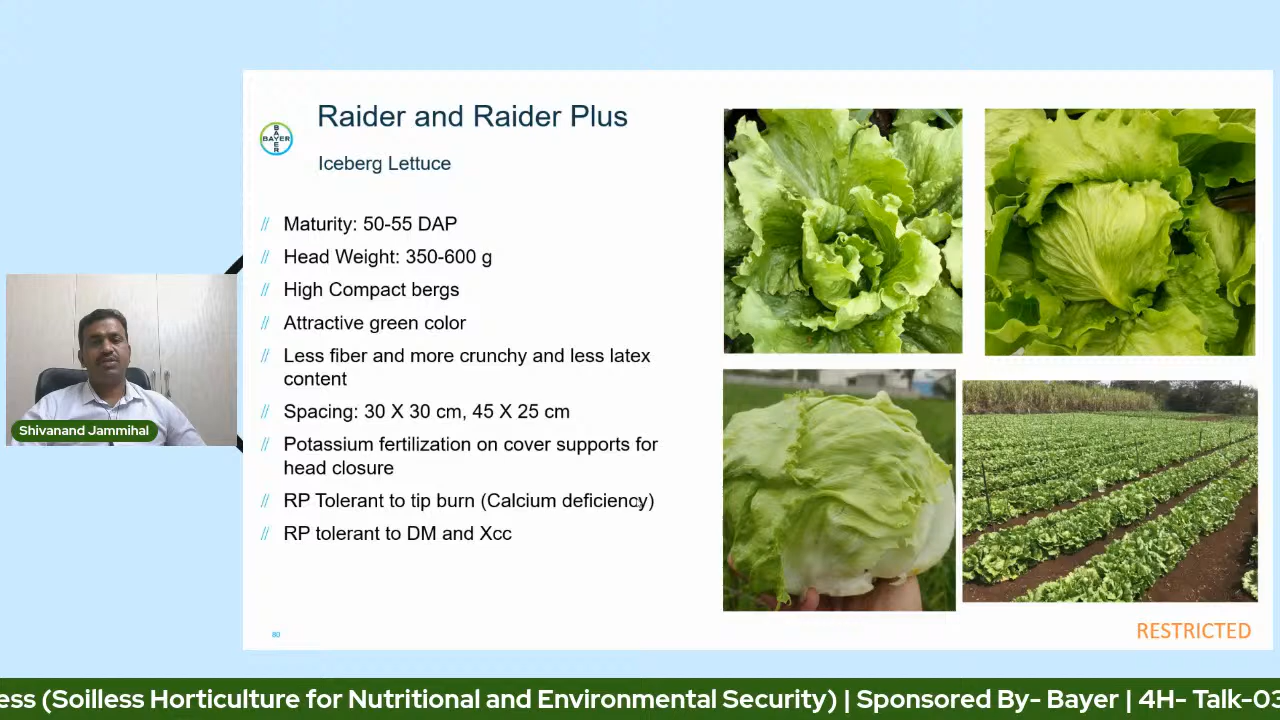 Raider and Raider Plus
BAYER
BAYER
Iceberg Lettuce
// Maturity: 50-55 DAP
// Head Weight: 350-600 g
// High Compact bergs
// Attractive green color
// Less fiber and more crunchy and less latex
content
// Spacing: 30 X 30 cm, 45 X 25 cm
// Potassium fertilization on cover supports for
head closure
// RP Tolerant to tip burn (Calcium deficiency)
// RP tolerant to DM and Xcc
Shivanand Jammihal
80
RESTRICTED
ess (Soilless Horticulture for Nutritional and Environmental Security) | Sponsored By- Bayer | 4H- Talk-03